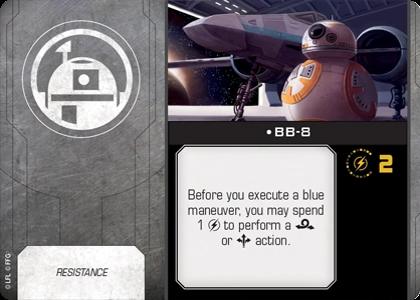 • BB-8
2
Before you execute a blue
maneuver, you may spend
1 to perform a
or action.
RESISTANCE
© LFL © FFG